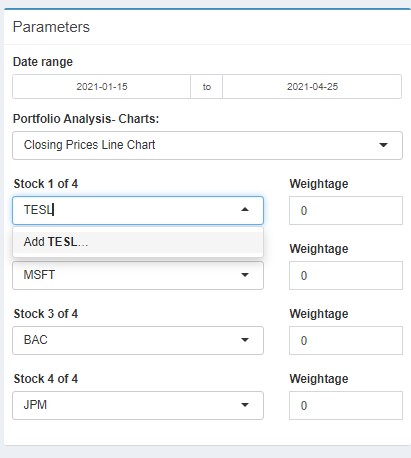 Parameters
Date range
2021-01-15 to 2021-04-25
Portfolio Analysis- Charts:
Closing Prices Line Chart
Stock 1 of 4 Weightage
TESL 0
Add TESL...
Weightage
MSFT 0
Stock 3 of 4 Weightage
BAC 0
Stock 4 of 4 Weightage
JPM 0